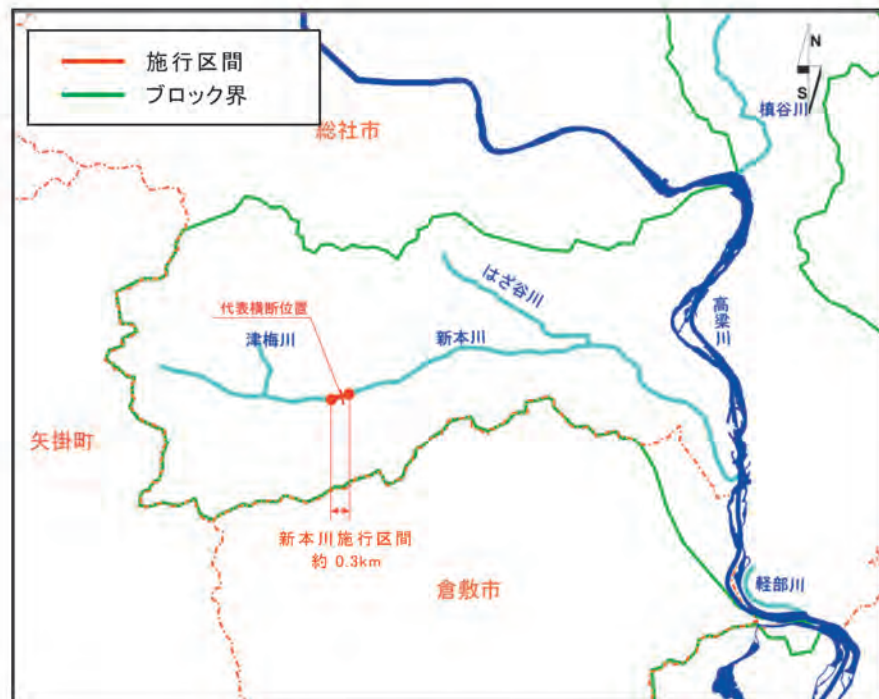 施行区間
ブロック界
N
S
槙谷川
総社市
はざ谷川
高梁川
代表横断位置
津梅川
新本川
矢掛町
新本川施行区間
約 0.3km
倉敷市
軽部川